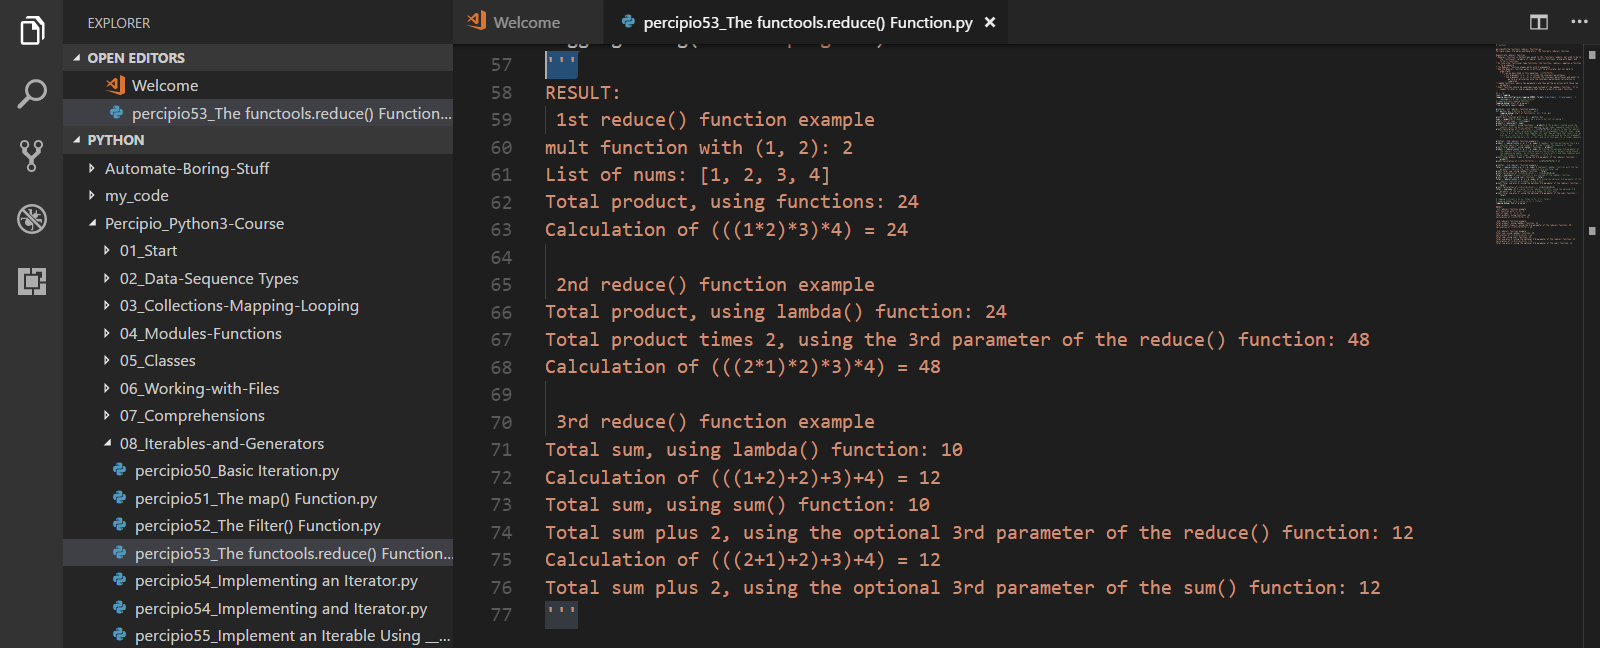 EXPLORER
OPEN EDITORS
Welcome
percipio53_The functools.reduce() Function...
PYTHON
Automate-Boring-Stuff
my_code
Percipio_Python3-Course
01_Start
02_Data-Sequence Types
03_Collections-Mapping-Looping
04_Modules-Functions
05_Classes
06_Working-with-Files
07_Comprehensions
08_Iterables-and-Generators
percipio50_Basic Iteration.py
percipio51_The map() Function.py
percipio52_The Filter() Function.py
percipio53_The functools.reduce() Function...
percipio54_Implementing an Iterator.py
percipio54_Implementing and Iterator.py
percipio55_Implement an Iterable Using __...
Welcome
percipio53_The functools.reduce() Function.py
57 '''
58 RESULT:
59 1st reduce() function example
60 mult function with (1, 2): 2
61 List of nums: [1, 2, 3, 4]
62 Total product, using functions: 24
63 Calculation of (((1*2)*3)*4) = 24
64
65 2nd reduce() function example
66 Total product, using lambda() function: 24
67 Total product times 2, using the 3rd parameter of the reduce() function: 48
68 Calculation of (((2*1)*2)*3)*4) = 48
69
70 3rd reduce() function example
71 Total sum, using lambda() function: 10
72 Calculation of (((1+2)+2)+3)+4) = 12
73 Total sum, using sum() function: 10
74 Total sum plus 2, using the optional 3rd parameter of the reduce() function: 12
75 Calculation of (((2+1)+2)+3)+4) = 12
76 Total sum plus 2, using the optional 3rd parameter of the sum() function: 12
77 '''